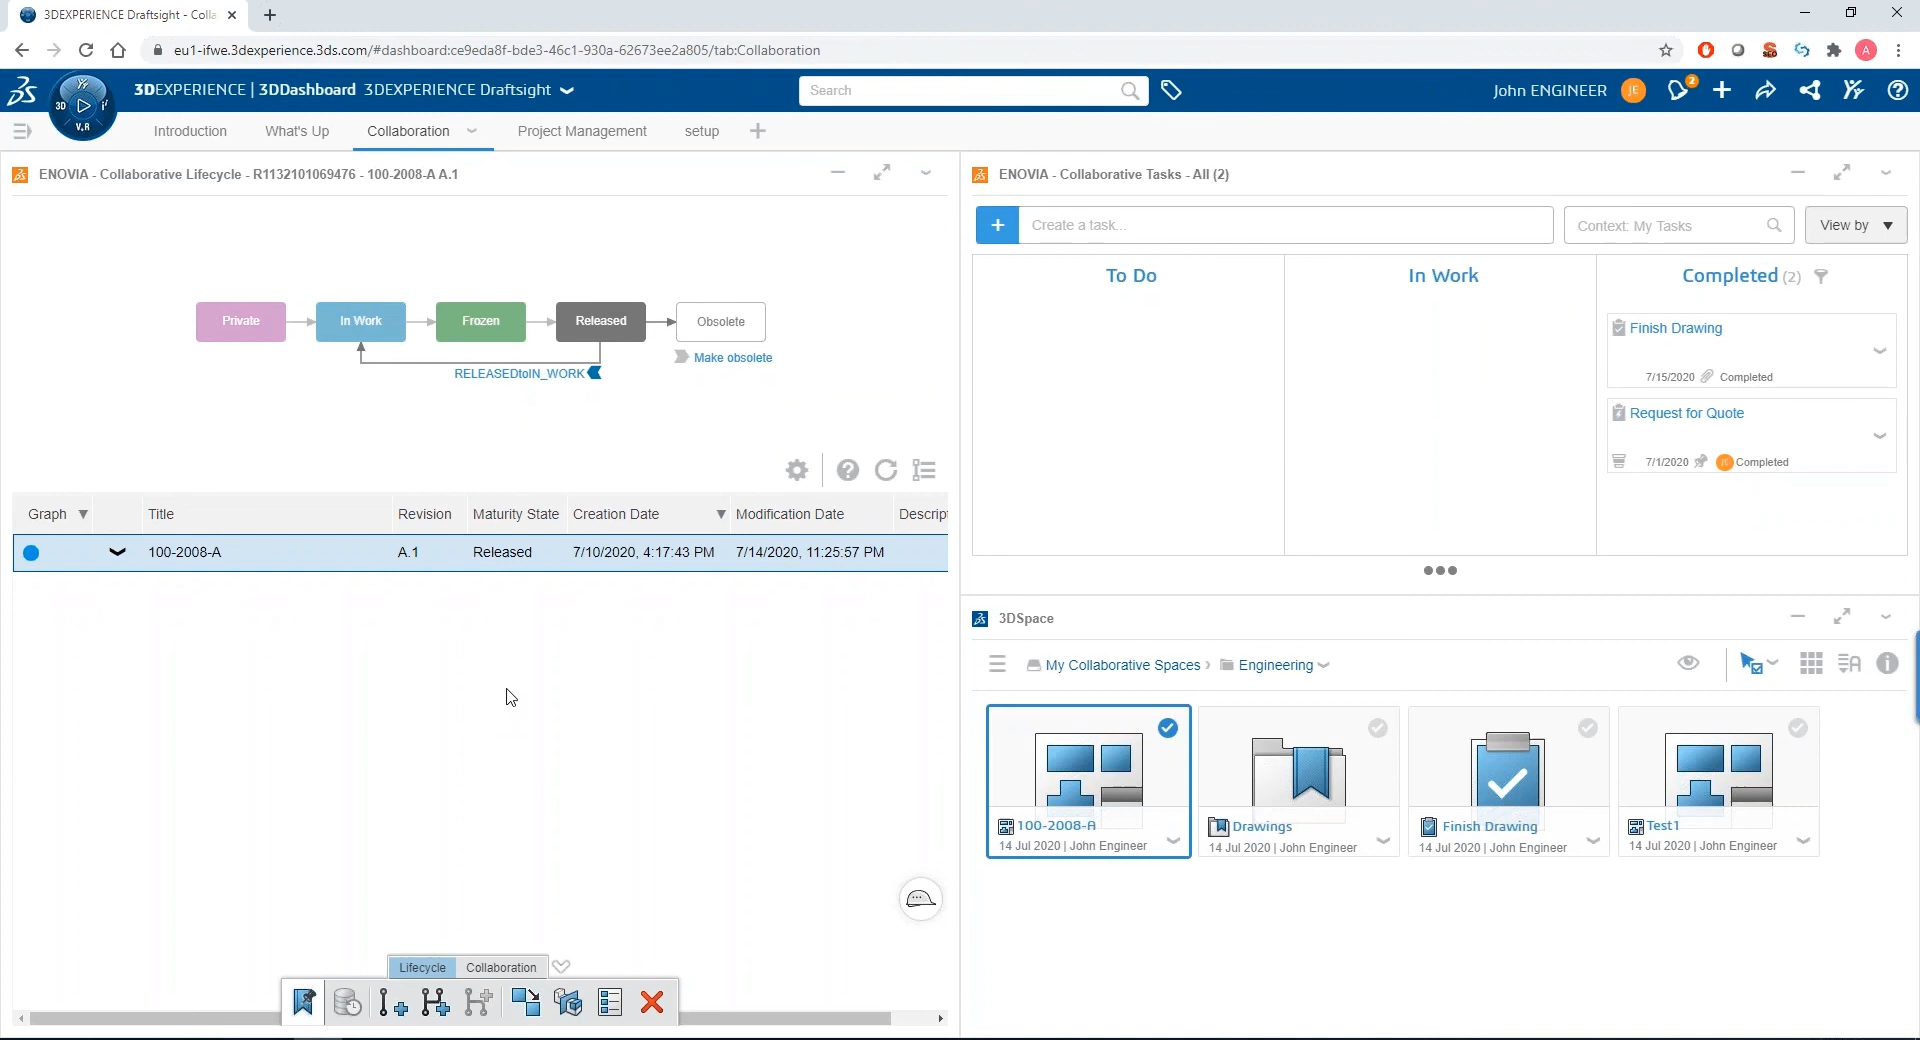 3DEXPERIENCE Draftsight - Colla
eu1-ifwe.3dexperience.3ds.com/#dashboard:ce9eda8f-bde3-46c1-930a-62673ee2a805/tab:Collaboration
A
3D
V.R
3DEXPERIENCE | 3DDashboard 3DEXPERIENCE Draftsight
Search
John ENGINEER JE 2
Introduction What's Up Collaboration Project Management setup
ENOVIA - Collaborative Lifecycle - R1132101069476 - 100-2008-A A.1
Private In Work Frozen Released Obsolete
Make obsolete
RELEASEDtoIN_WORK
Graph Title Revision Maturity State Creation Date Modification Date Descrip
100-2008-A A.1 Released 7/10/2020, 4:17:43 PM 7/14/2020, 11:25:57 PM
Lifecycle Collaboration
ENOVIA - Collaborative Tasks - All (2)
Create a task... Context: My Tasks View by
To Do In Work Completed (2)
Finish Drawing
7/15/2020 Completed
Request for Quote
7/1/2020 JE Completed
3DSpace
My Collaborative Spaces › Engineering
100-2008-A
14 Jul 2020 | John Engineer
Drawings
14 Jul 2020 | John Engineer
Finish Drawing
14 Jul 2020 | John Engineer
Test1
14 Jul 2020 | John Engineer